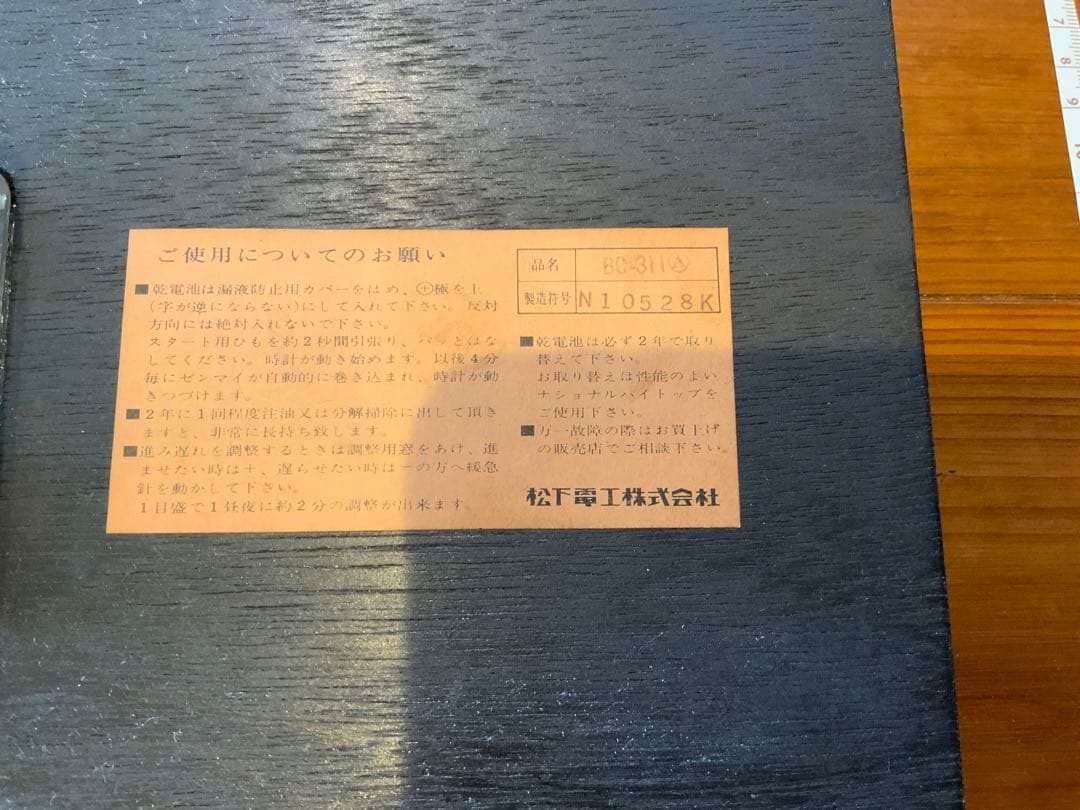 ご使用についてのお願い
■乾電池は漏液防止用カバーをはめ、⊕極を上
(字が逆にならない)にして入れて下さい。反対
方向には絶対入れないで下さい。
スタート用ひもを約2秒間引張り、パッとはな
してください。時計が動き始めます。以後4分
毎にゼンマイが自動的に巻き込まれ、時計が動
きつづけます。
■2年に1回程度注油又は分解掃除に出して頂き
ますと、非常に長持ち致します。
■進み遅れを調整するときは調整用窓をあけ、進
ませたい時は+、遅らせたい時は-の方へ緩急
針を動かして下さい。
1目盛で1昼夜に約2分の調整が出来ます。
品名 BC-311Ⓐ
製造符号 N10528K
■乾電池は必ず2年で取り
替えて下さい。
お取り替えは性能のよい
ナショナルハイトップを
ご使用下さい。
■万一故障の際はお買上げ
の販売店でご相談下さい。
松下電工株式会社
7
8
9